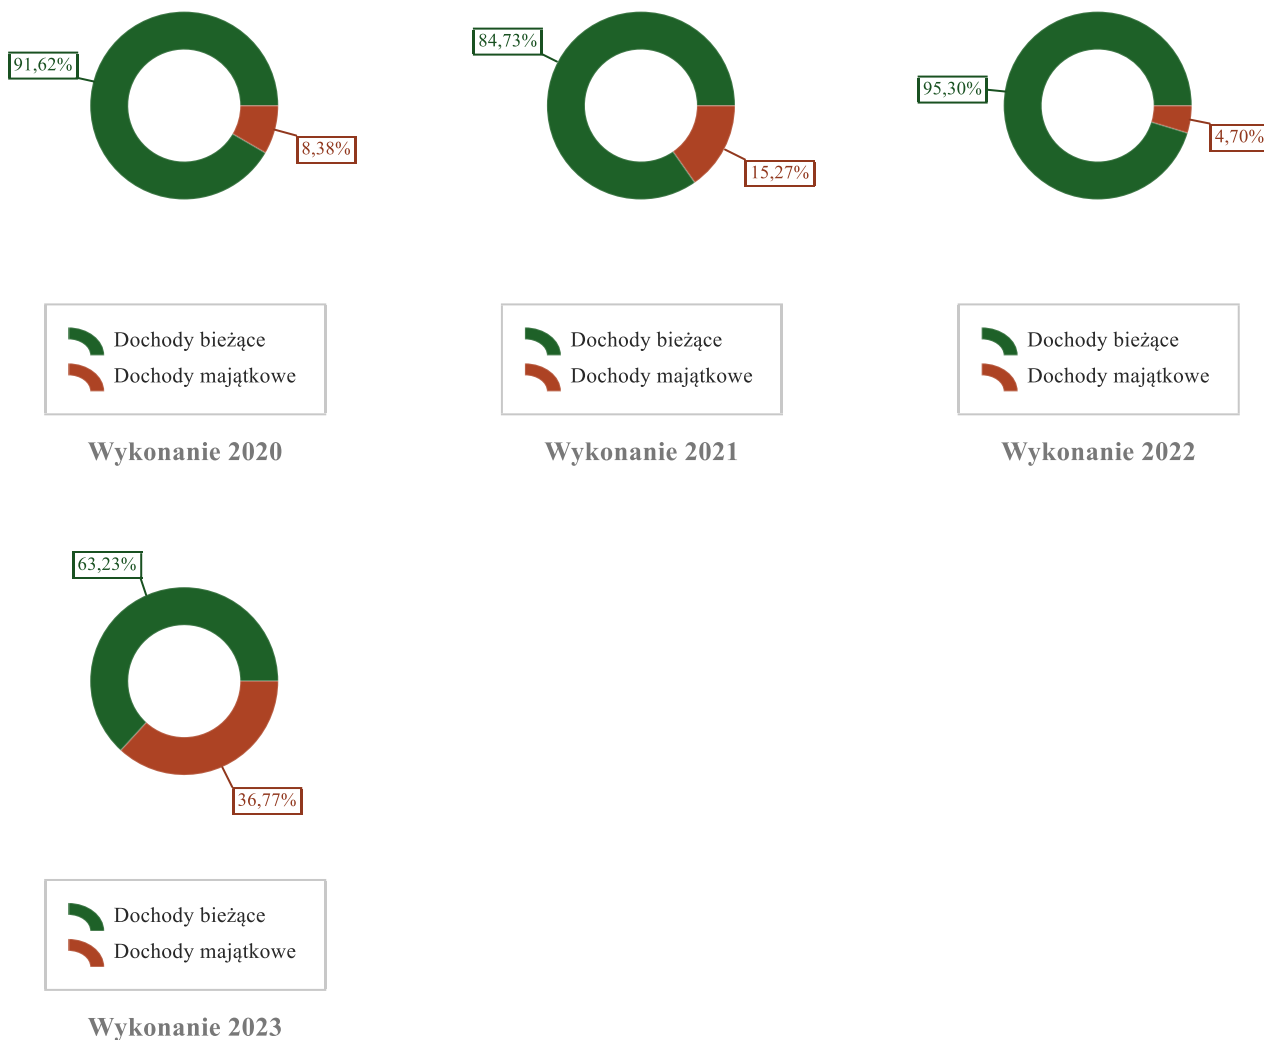 91,62%
8,38%
Dochody bieżące
Dochody majątkowe
Wykonanie 2020
84,73%
15,27%
Dochody bieżące
Dochody majątkowe
Wykonanie 2021
95,30%
4,70%
Dochody bieżące
Dochody majątkowe
Wykonanie 2022
63,23%
36,77%
Dochody bieżące
Dochody majątkowe
Wykonanie 2023